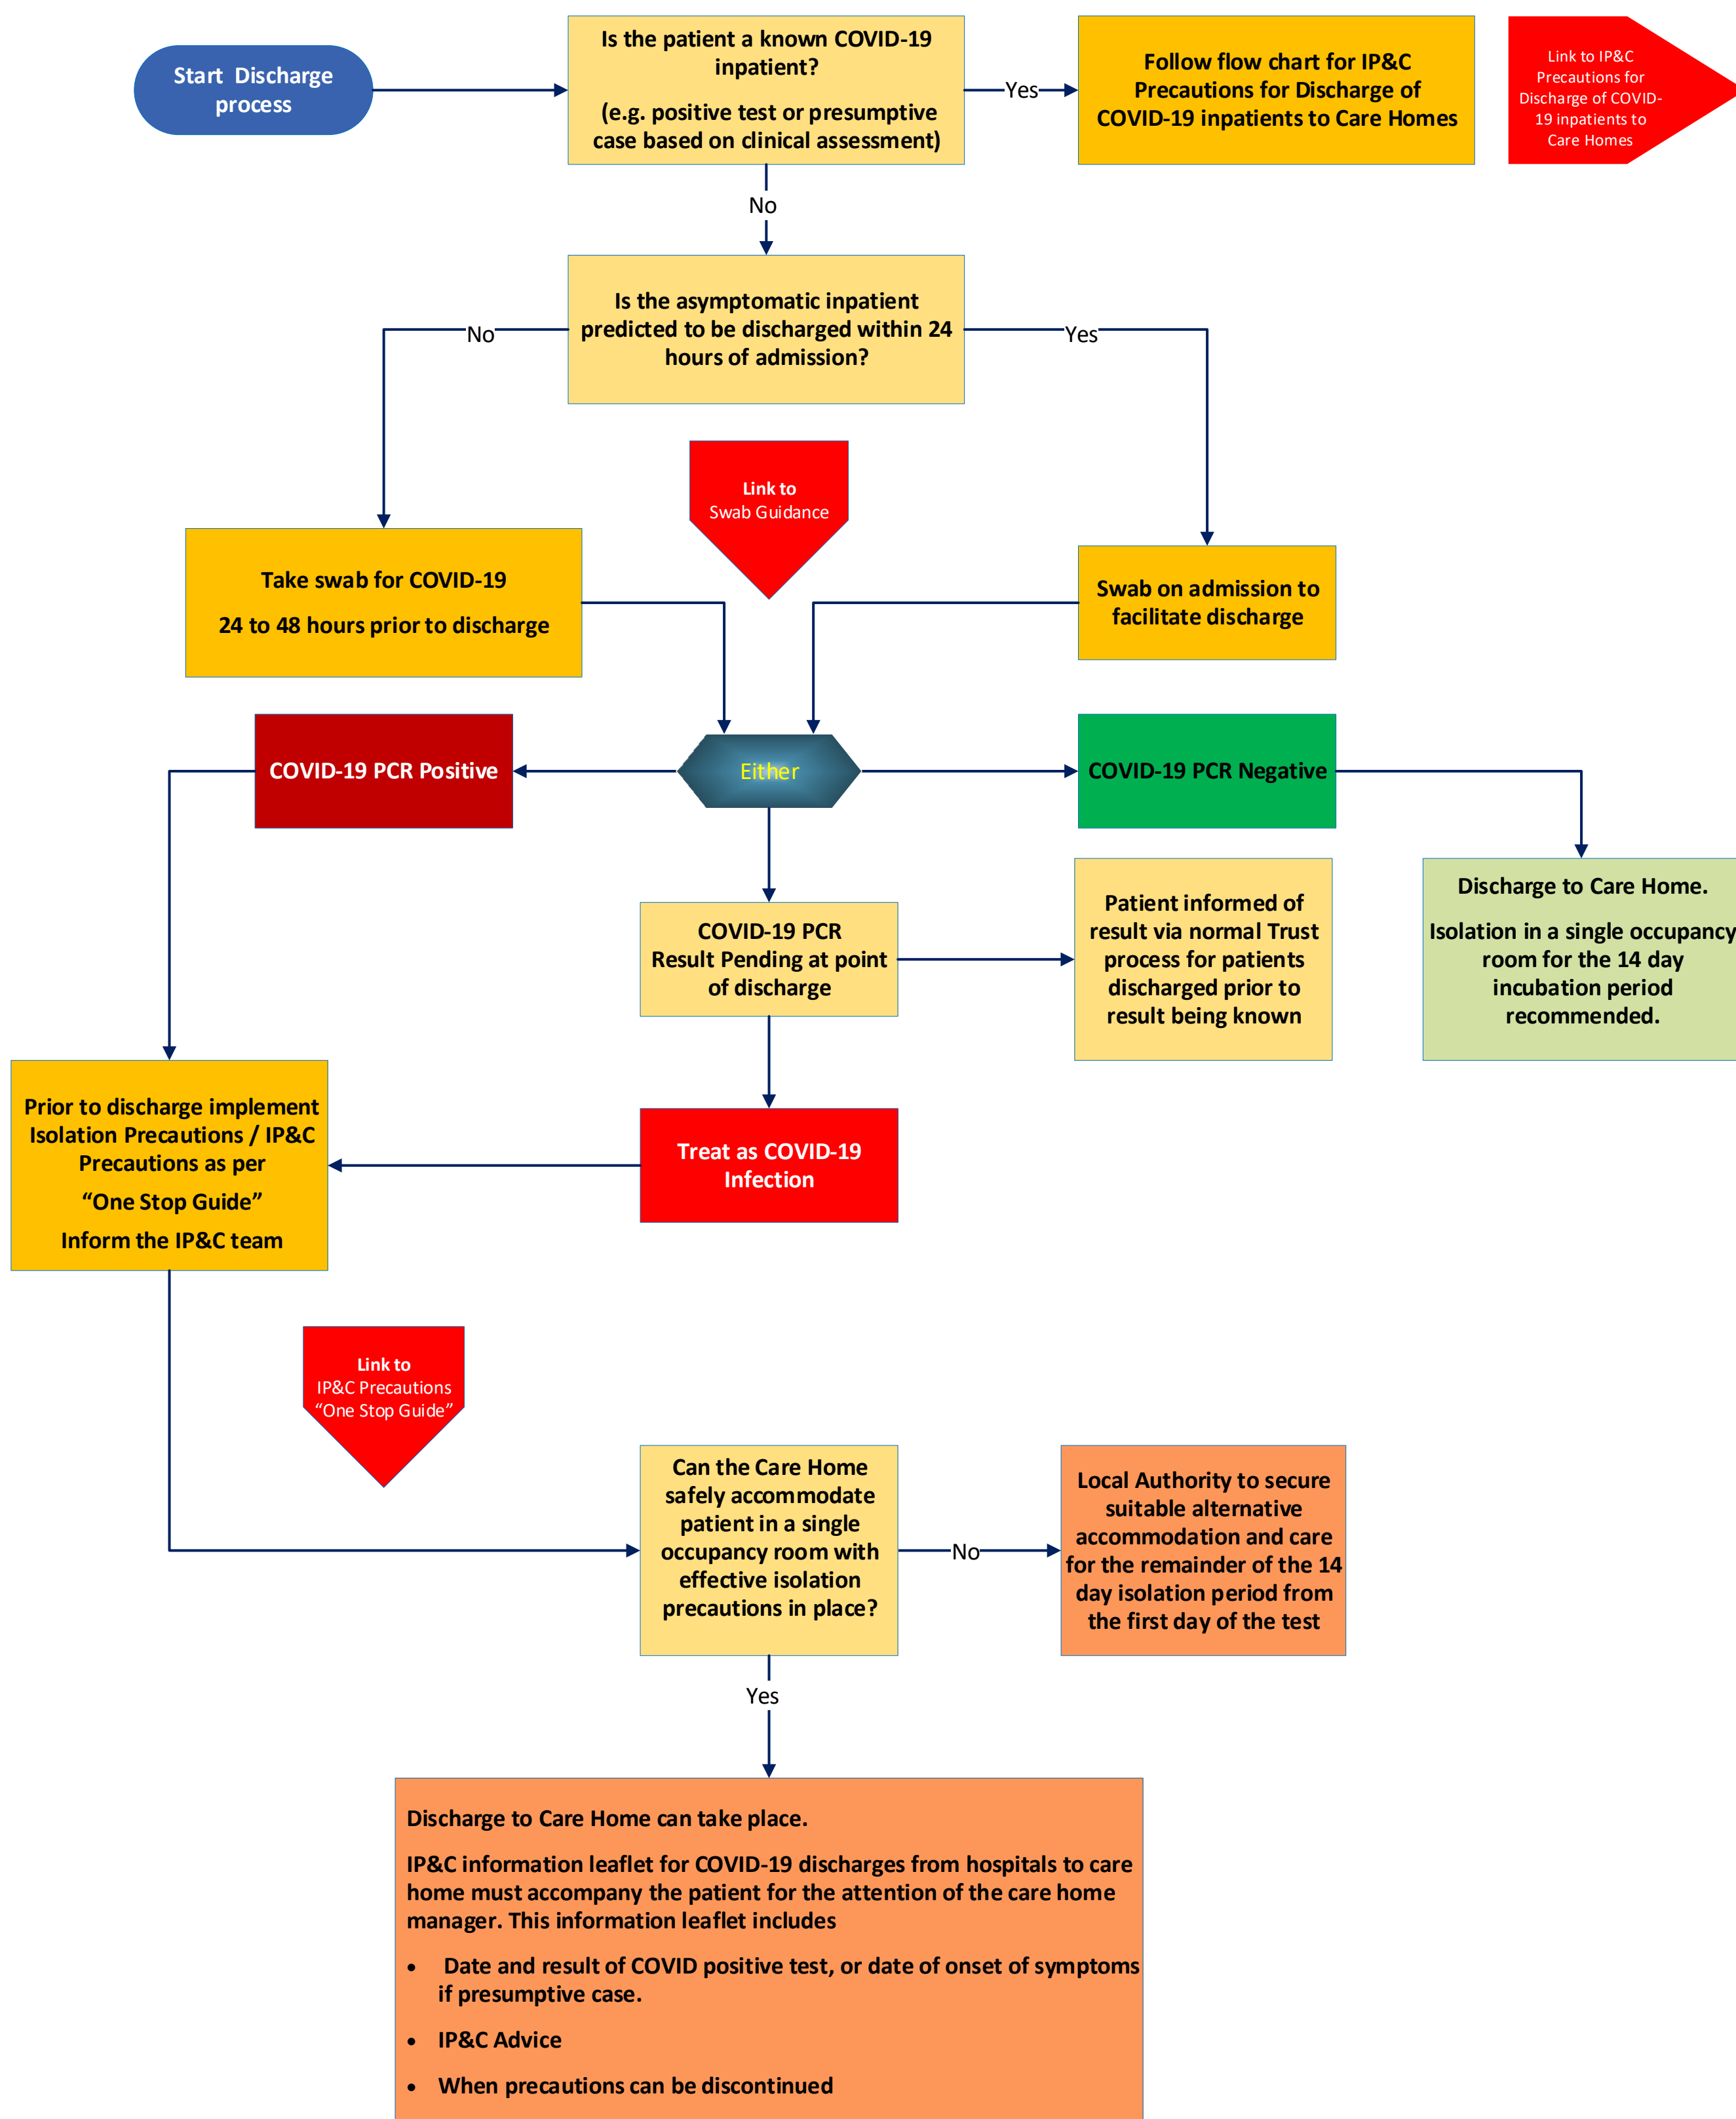 Start Discharge
process
Is the patient a known COVID-19
inpatient?
(e.g. positive test or presumptive
case based on clinical assessment)
Yes
Follow flow chart for IP&C
Precautions for Discharge of
COVID-19 inpatients to Care Homes
Link to IP&C
Precautions for
Discharge of COVID-
19 inpatients to
Care Homes
No
Is the asymptomatic inpatient
predicted to be discharged within 24
hours of admission?
No
Yes
Link to
Swab Guidance
Take swab for COVID-19
24 to 48 hours prior to discharge
Swab on admission to
facilitate discharge
COVID-19 PCR Positive
Either
COVID-19 PCR Negative
COVID-19 PCR
Result Pending at point
of discharge
Patient informed of
result via normal Trust
process for patients
discharged prior to
result being known
Discharge to Care Home.
Isolation in a single occupancy
room for the 14 day
incubation period
recommended.
Prior to discharge implement
Isolation Precautions / IP&C
Precautions as per
“One Stop Guide”
Inform the IP&C team
Treat as COVID-19
Infection
Link to
IP&C Precautions
“One Stop Guide”
Can the Care Home
safely accommodate
patient in a single
occupancy room with
effective isolation
precautions in place?
No
Local Authority to secure
suitable alternative
accommodation and care
for the remainder of the 14
day isolation period from
the first day of the test
Yes
Discharge to Care Home can take place.
IP&C information leaflet for COVID-19 discharges from hospitals to care
home must accompany the patient for the attention of the care home
manager. This information leaflet includes
• Date and result of COVID positive test, or date of onset of symptoms
if presumptive case.
• IP&C Advice
• When precautions can be discontinued